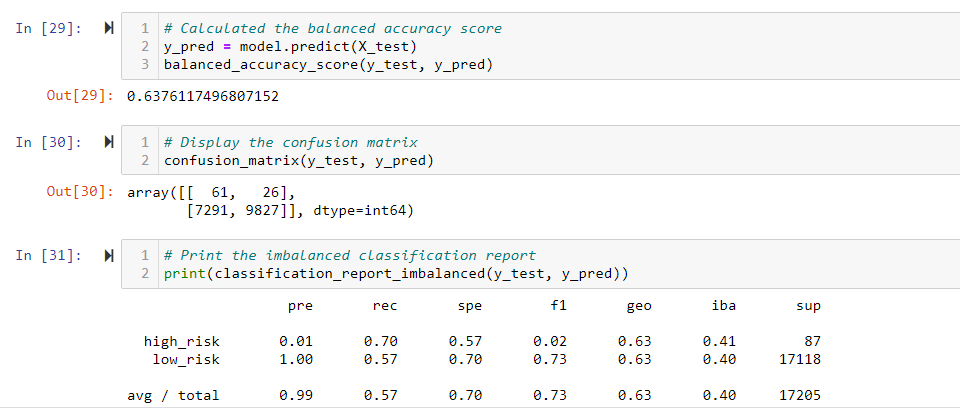 In [29]:
1 # Calculated the balanced accuracy score
2 y_pred = model.predict(X_test)
3 balanced_accuracy_score(y_test, y_pred)
Out[29]: 0.6376117496807152
In [30]:
1 # Display the confusion matrix
2 confusion_matrix(y_test, y_pred)
Out[30]: array([[  61,   26],
       [7291, 9827]], dtype=int64)
In [31]:
1 # Print the imbalanced classification report
2 print(classification_report_imbalanced(y_test, y_pred))
pre rec spe f1 geo iba sup
high_risk 0.01 0.70 0.57 0.02 0.63 0.41 87
low_risk 1.00 0.57 0.70 0.73 0.63 0.40 17118
avg / total 0.99 0.57 0.70 0.73 0.63 0.40 17205